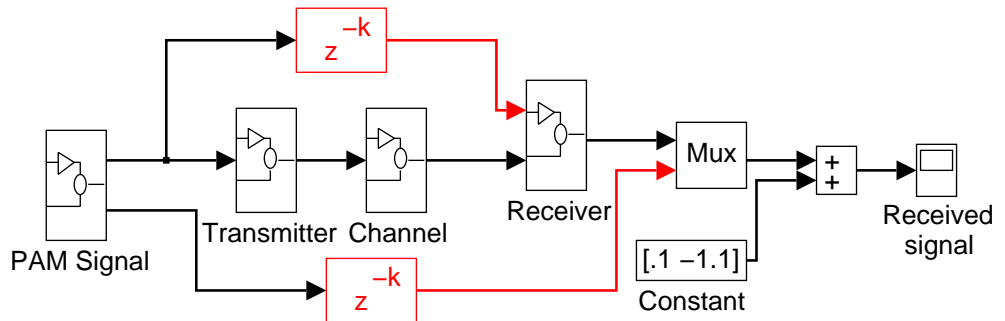 z−k
Mux
+
+
Receiver
Received
signal
PAM Signal
Transmitter
Channel
[.1 −1.1]
Constant
z−k